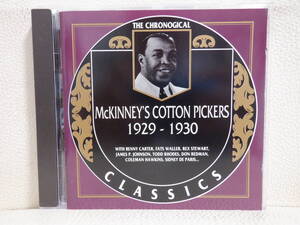 THE CHRONOGICAL
McKINNEY'S COTTON PICKERS
1929 - 1930
WITH BENNY CARTER, FATS WALLER, REX STEWART,
JAMES P. JOHNSON, TODD RHODES, DON REDMAN,
COLEMAN HAWKINS, SIDNEY DE PARIS...
CLASSICS